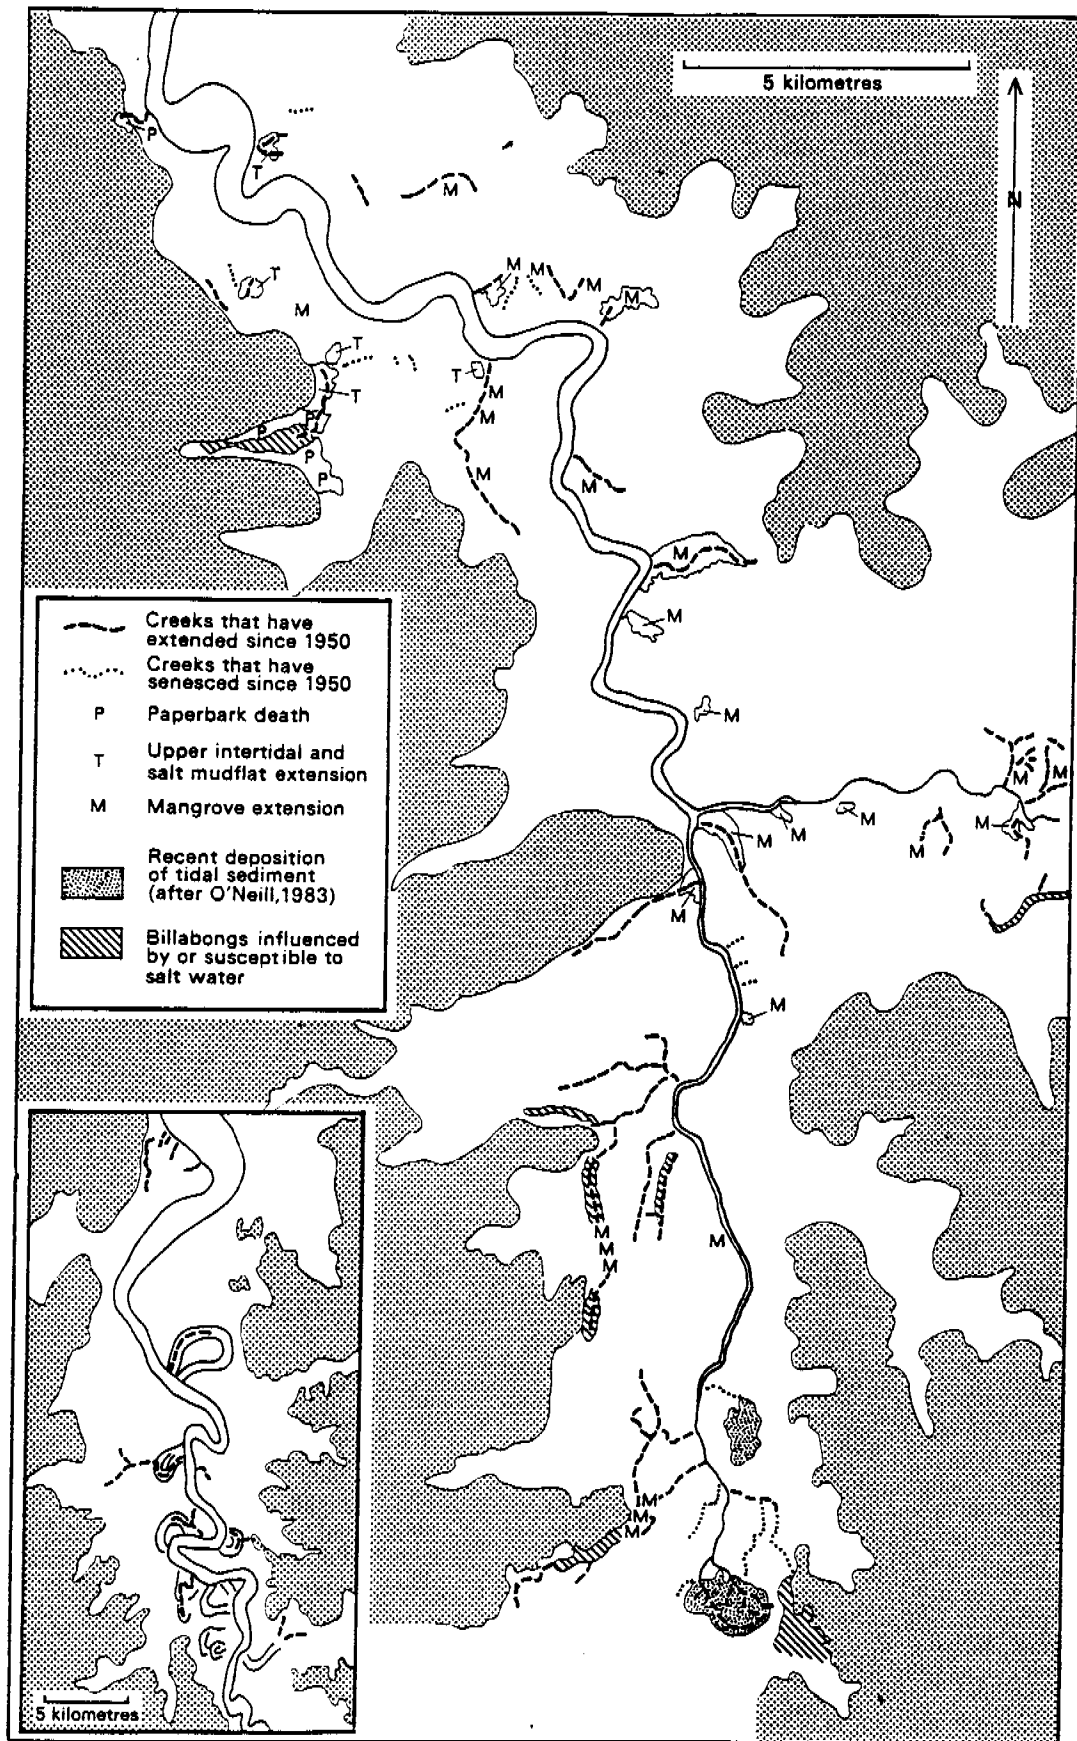 5 kilometres
N
P
T
M
M
M
M
T
M
M
T
T
M
T
M
P
P
M
P
P
M
M
M
M
M
Creeks that have
extended since 1950
Creeks that have
senesced since 1950
P Paperbark death
T Upper intertidal and
salt mudflat extension
M Mangrove extension
Recent deposition
of tidal sediment
(after O'Neill, 1983)
Billabongs influenced
by or susceptible to
salt water
M
M
M
M
M
M
M
M
M
M
M
M
M
M
IM
IM
M
5 kilometres